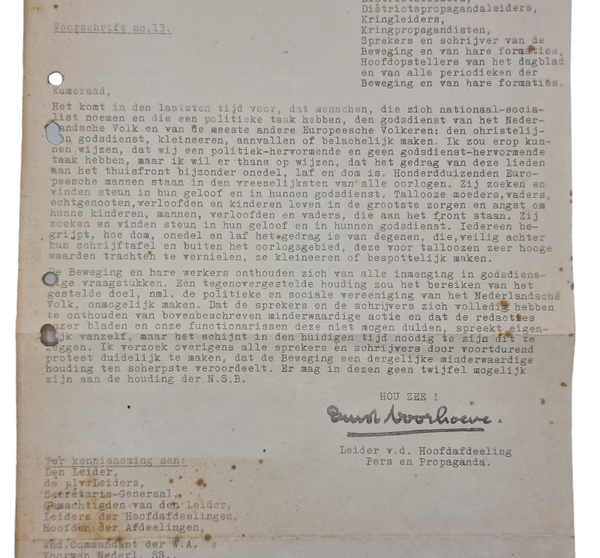 Districtspropagandaleiders,
Kringleiders,
Kringpropagandisten,
Sprekers en schrijver van de
Beweging en van hare formaties,
Hoofdopstellers van het dagblad
en van alle periodieken der
Beweging en van hare formaties.
Voorschrift no.13.
Kameraad,
Het komt in den laatsten tijd voor, dat menschen, die zich nationaal-socia-
list noemen en die een politieke taak hebben, den godsdienst van het Neder-
landsche Volk en van de meeste andere Europeesche Volkeren: den christelij-
godsdienst, kleineeren, aanvallen of belachelijk maken. Ik zou erop kun-
nen wijzen, dat wij een politiek-hervormende en geen godsdienst-hervormende
taak hebben, maar ik wil er thans op wijzen, dat het gedrag van deze lieden
aan het thuisfront bijzonder onedel, laf en dom is. Honderdduizenden Euro-
peesche mannen staan in den vreeselijksten van alle oorlogen. Zij zoeken en
vinden steun in hun geloof en in hunnen godsdienst. Tallooze moeders,vaders,
echtgenooten,verloofden en kinderen leven in de grootste zorgen en angst om
hunne kinderen, mannen, verloofden en vaders, die aan het front staan. Zij
zoeken en vinden steun in hun geloof en in hunnen godsdienst. Iedereen be-
grijpt, hoe dom, onedel en laf het gedrag is van degenen, die,veilig achter
hun schrijftafel en buiten het oorlogsgebied, deze voor talloozen zeer hooge
waarden trachten te vernielen, ze kleineeren of bespottelijk maken.
De Beweging en hare werkers onthouden zich van alle inmenging in godsdiens-
tige vraagstukken. Een tegenovergestelde houding zou het bereiken van het
gestelde doel, nml. de politieke en sociale vereeniging van het Nederlandsche
Volk, onmogelijk maken. Dat de sprekers en de schrijvers zich volledig hebben
te onthouden van bovenbeschreven minderwaardige actie en dat de redacties
onzer bladen en onze functionarissen deze niet mogen dulden, spreekt eigen-
lijk vanzelf, maar het schijnt in den huidigen tijd noodig te zijn dit te
zeggen. Ik verzoek overigens alle sprekers en schrijvers door voortdurend
protest duidelijk te maken, dat de Beweging een dergelijke minderwaardige
houding ten scherpste veroordeelt. Er mag in dezen geen twijfel mogelijk
zijn aan de houding der N.S.B.
HOU ZEE !
Ernst Voorhoeve.
Leider v.d. Hoofdafdeeling
Pers en Propaganda.
Ter kennisneming aan:
Den Leider,
de plv.Leiders,
Secretaris-Generaal,
Gemachtigden van den Leider,
Leiders der Hoofdafdeelingen,
Hoofden der Afdeelingen,
Wnd.Commandant der W.A.
Voorman Nederl. SS.,